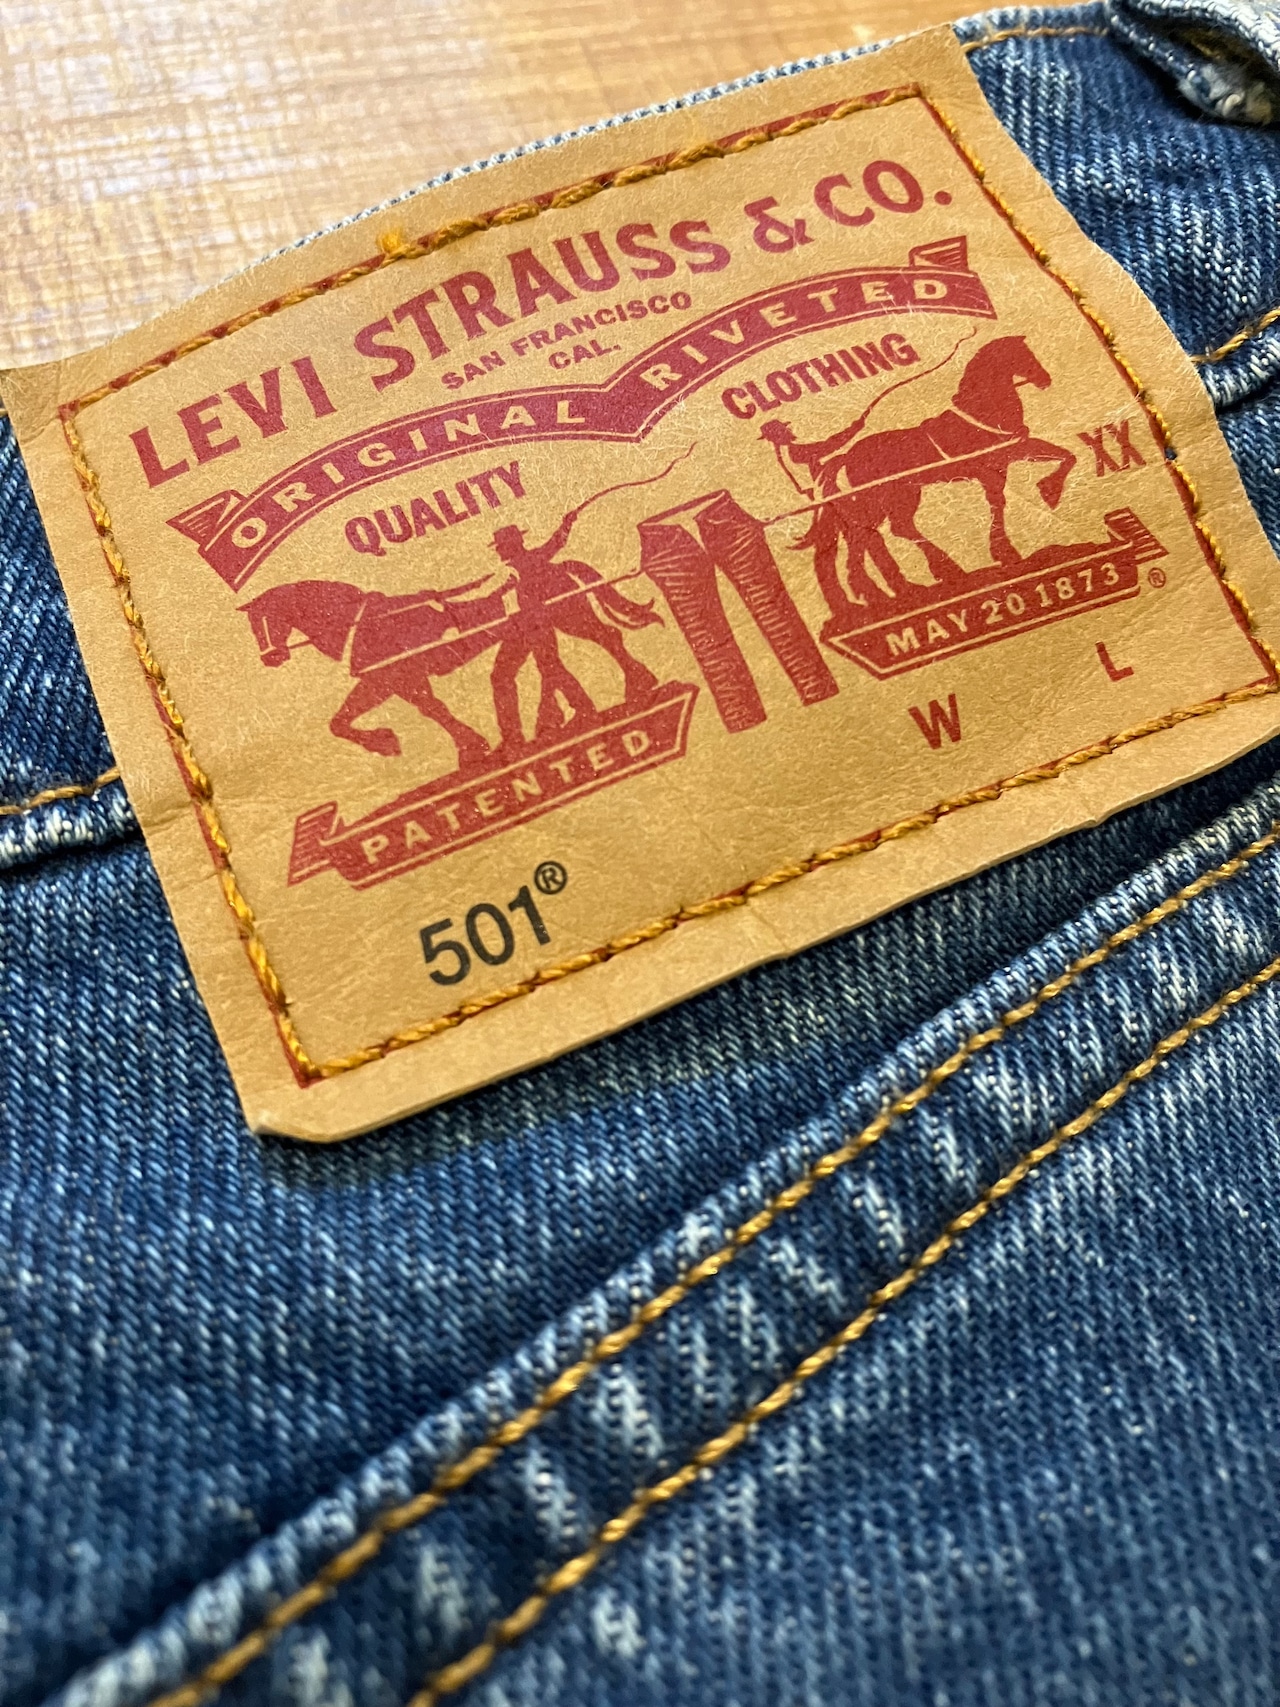 LEVI STRAUSS & CO.
SAN FRANCISCO
CAL.
ORIGINAL RIVETED
QUALITY CLOTHING
XX
PATENTED MAY 20 1873 ®
W L
501®